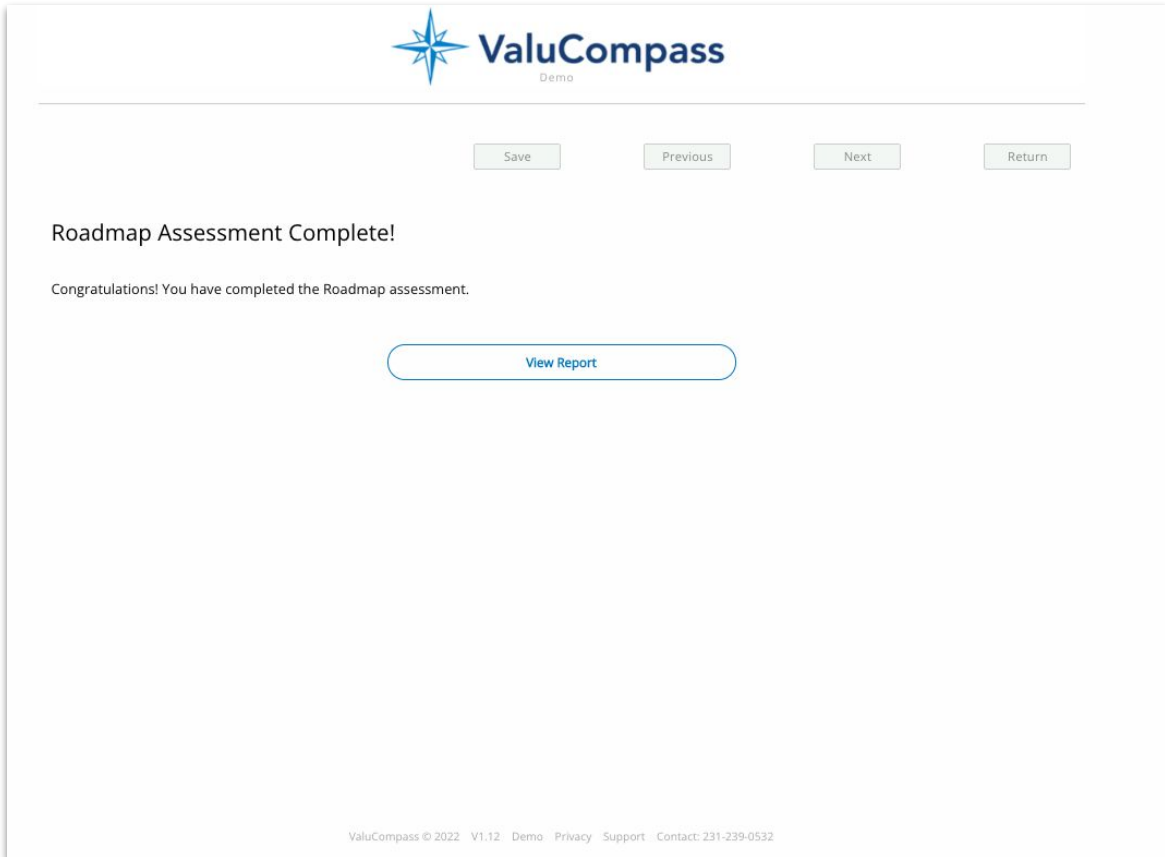 ValuCompass
Demo
Save Previous Next Return
Roadmap Assessment Complete!
Congratulations! You have completed the Roadmap assessment.
View Report
ValuCompass © 2022 V1.12 Demo Privacy Support Contact: 231-239-0532